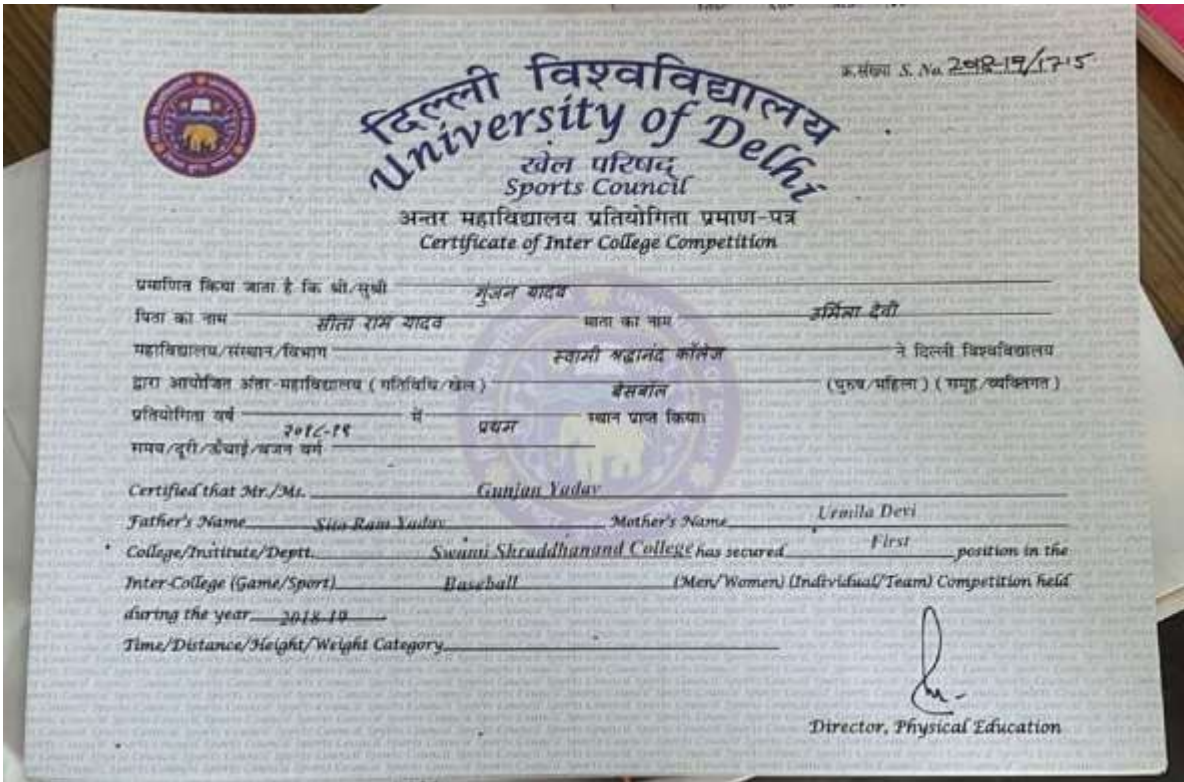 क्र.संख्या S. No. 2018-19/1715
दिल्ली विश्वविद्यालय
University of Delhi
खेल परिषद्
Sports Council
अन्तर महाविद्यालय प्रतियोगिता प्रमाण-पत्र
Certificate of Inter College Competition
प्रमाणित किया जाता है कि श्री/सुश्री गुंजन यादव
पिता का नाम सीता राम यादव माता का नाम उर्मिला देवी
महाविद्यालय/संस्थान/विभाग स्वामी श्रद्धानंद कॉलेज ने दिल्ली विश्वविद्यालय
द्वारा आयोजित अंतर-महाविद्यालय (गतिविधि/खेल) बेसबॉल (पुरुष/महिला) (समूह/व्यक्तिगत)
प्रतियोगिता वर्ष २०१८-१९ में प्रथम स्थान प्राप्त किया।
समय/दूरी/ऊँचाई/वजन वर्ग
Certified that Mr./Ms. Gunjan Yadav
Father's Name Sita Ram Yadav Mother's Name Urmila Devi
College/Institute/Deptt. Swami Shraddhanand College has secured First position in the
Inter-College (Game/Sport) Baseball (Men/Women) (Individual/Team) Competition held
during the year 2018-19
Time/Distance/Height/Weight Category
Director, Physical Education